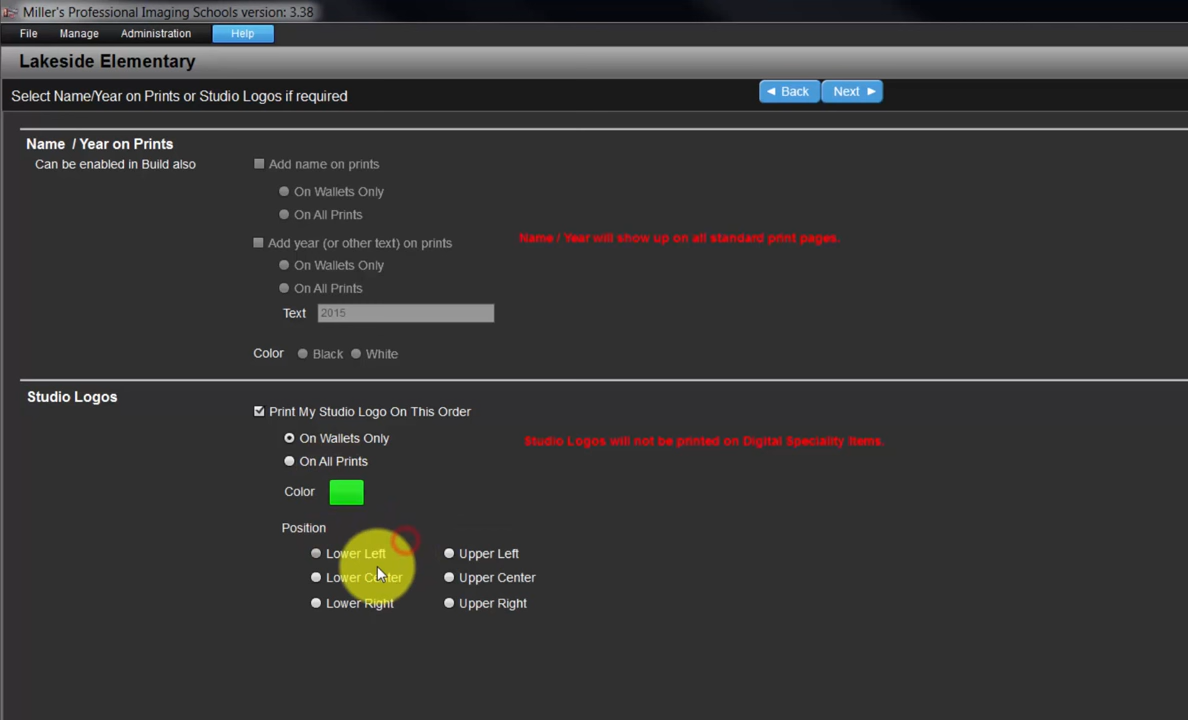 Miller's Professional Imaging Schools version: 3.38
File Manage Administration Help
Lakeside Elementary
Select Name/Year on Prints or Studio Logos if required
Back Next
Name / Year on Prints
Can be enabled in Build also
Add name on prints
On Wallets Only
On All Prints
Name / Year will show up on all standard print pages.
Add year (or other text) on prints
On Wallets Only
On All Prints
Text 2015
Color Black White
Studio Logos
Print My Studio Logo On This Order
On Wallets Only
Studio Logos will not be printed on Digital Speciality Items.
On All Prints
Color
Position
Lower Left Upper Left
Lower Center Upper Center
Lower Right Upper Right